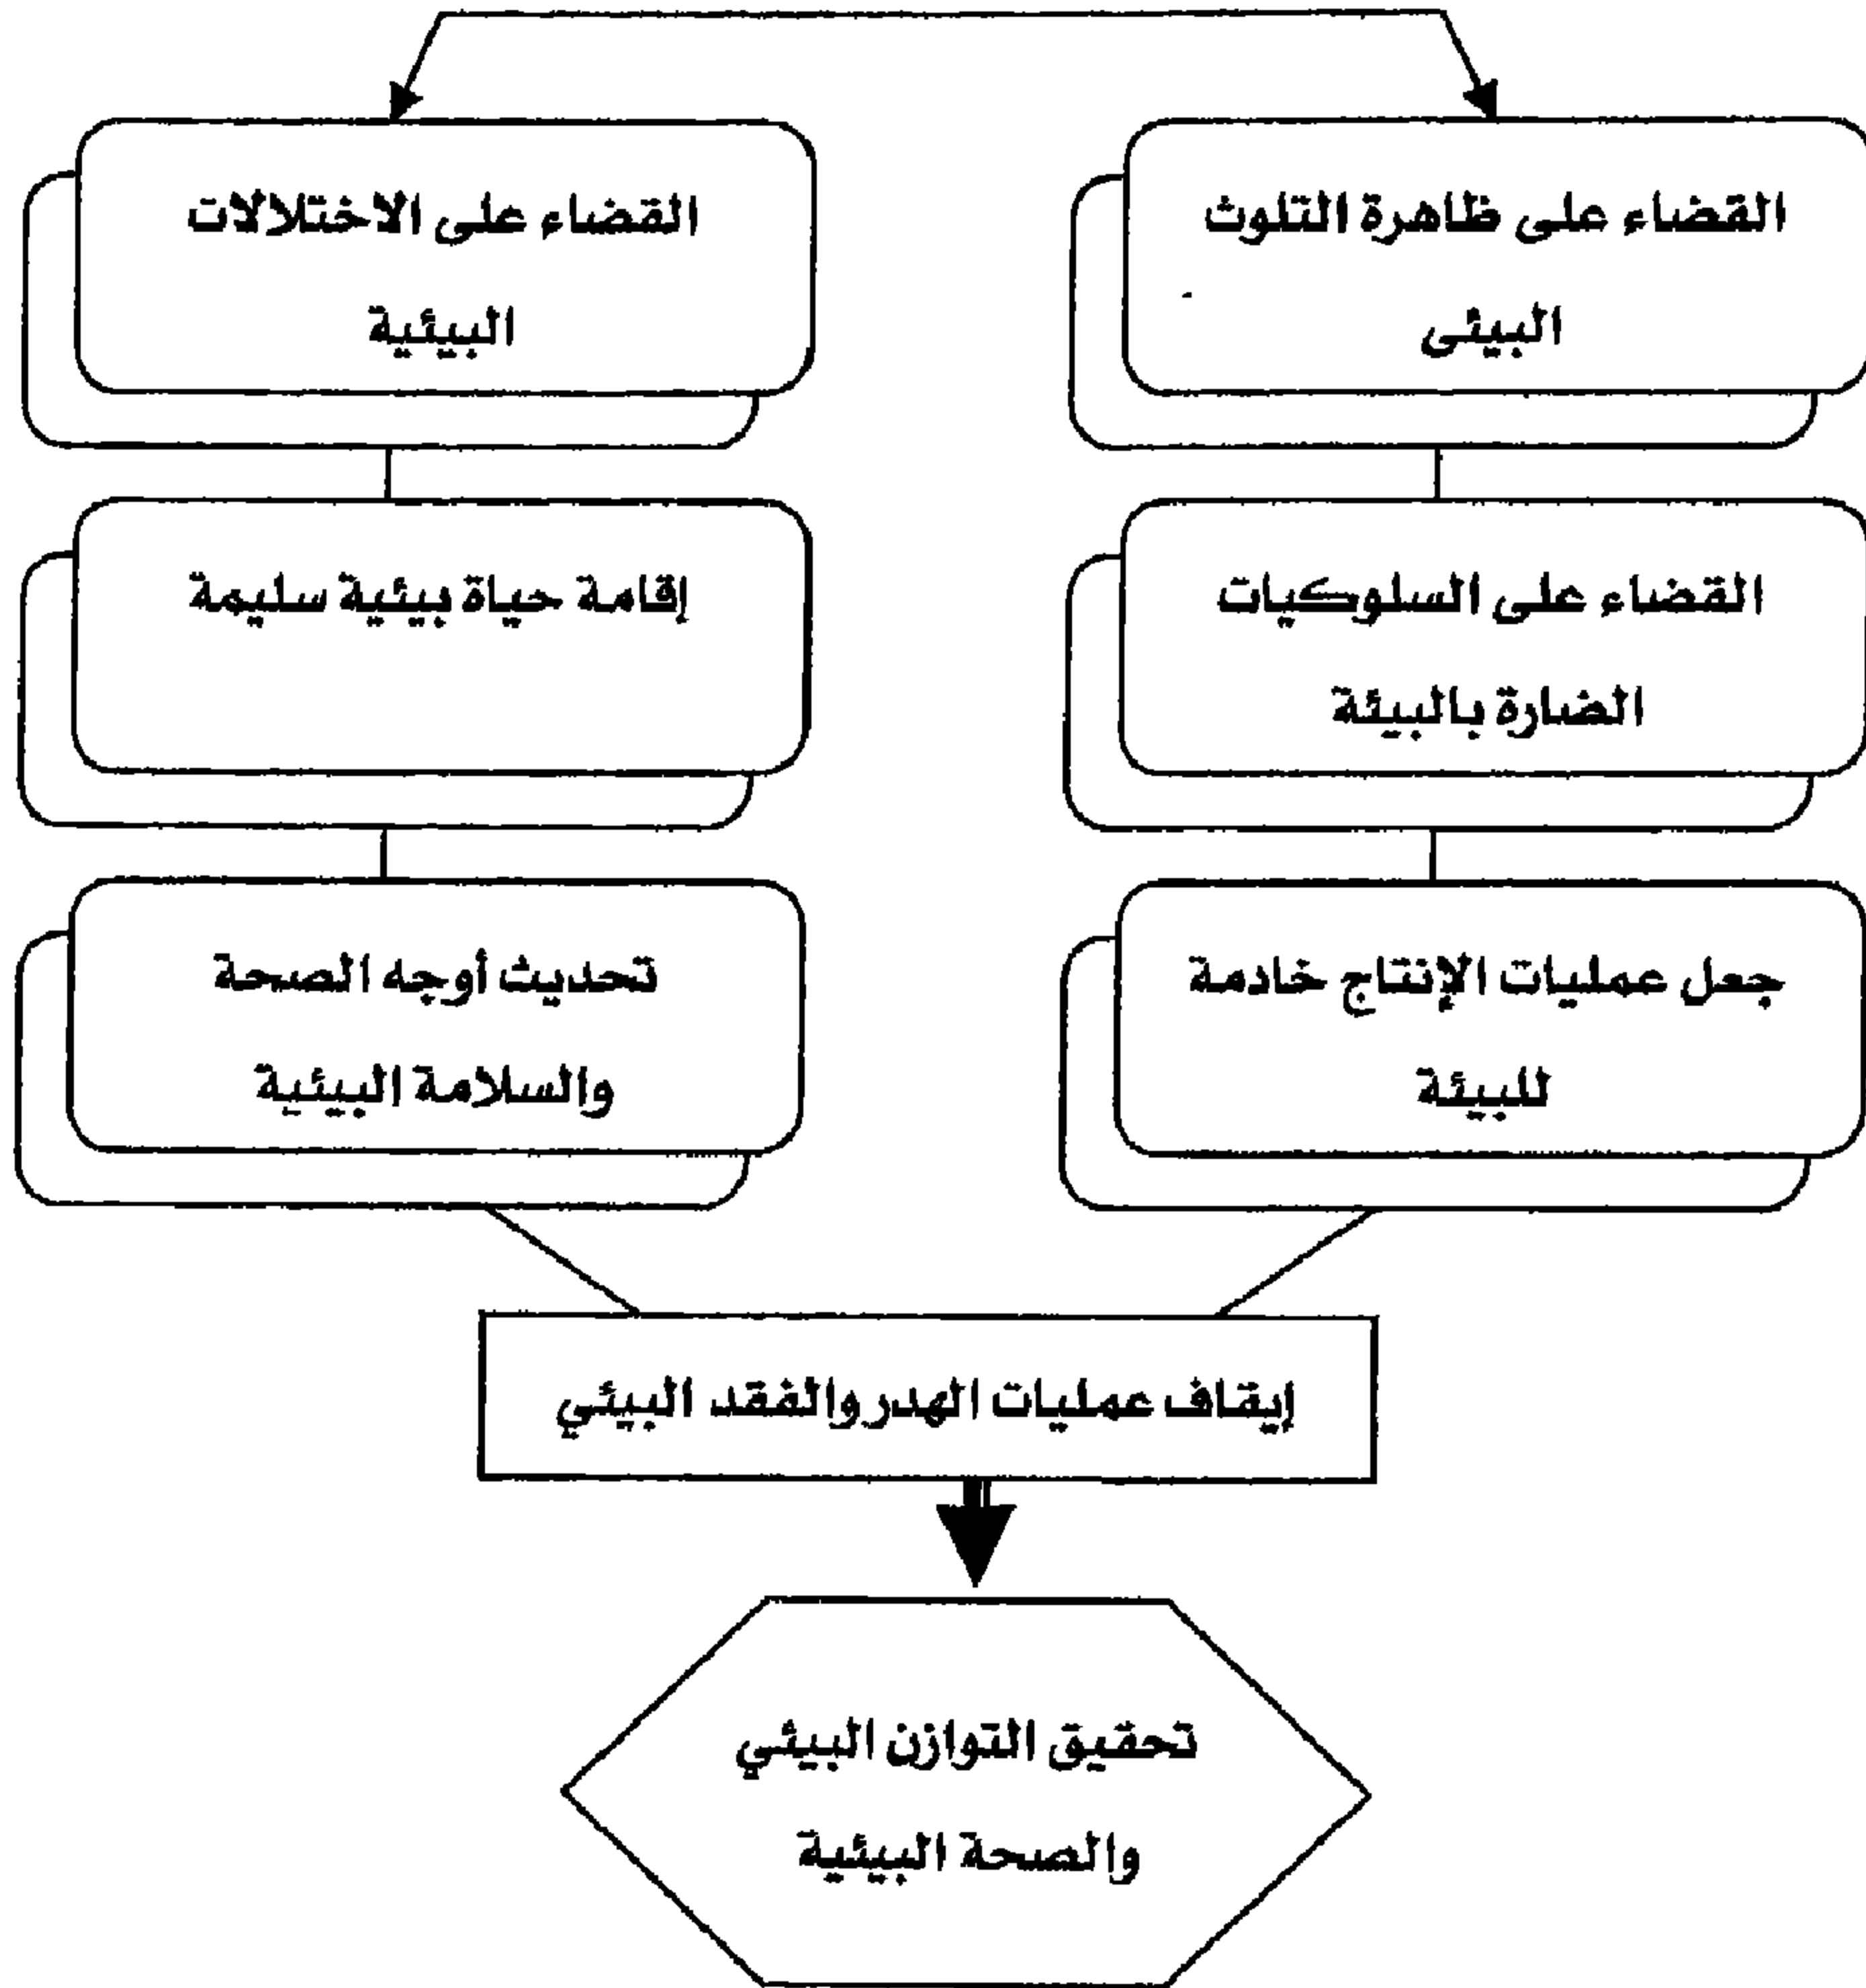 القضاء على ظاهرة التلوث
البيئى
القضاء على الاختلالات
البيئية
القضاء على السلوكيات
الضارة بالبيئة
إقامة حياة بيئية سليمة
جعل عمليات الإنتاج خادمة
للبيئة
تحديث أوجه الصحة
والسلامة البيئية
إيقاف عمليات الهدر والفقد البيئي
تحقيق التوازن البيئي
والصحة البيئية